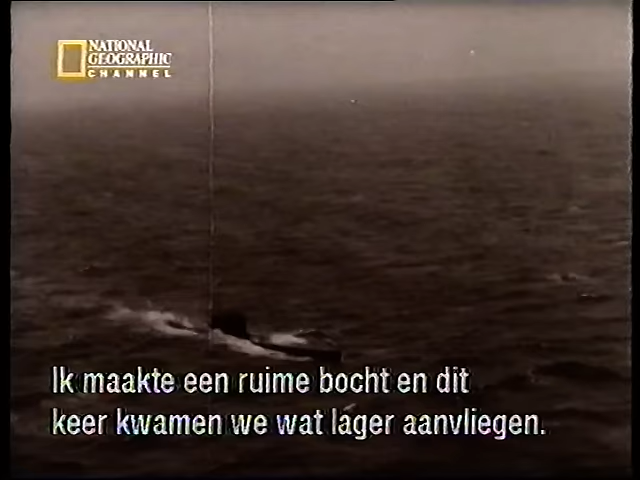 NATIONAL
GEOGRAPHIC
CHANNEL
Ik maakte een ruime bocht en dit
keer kwamen we wat lager aanvliegen.